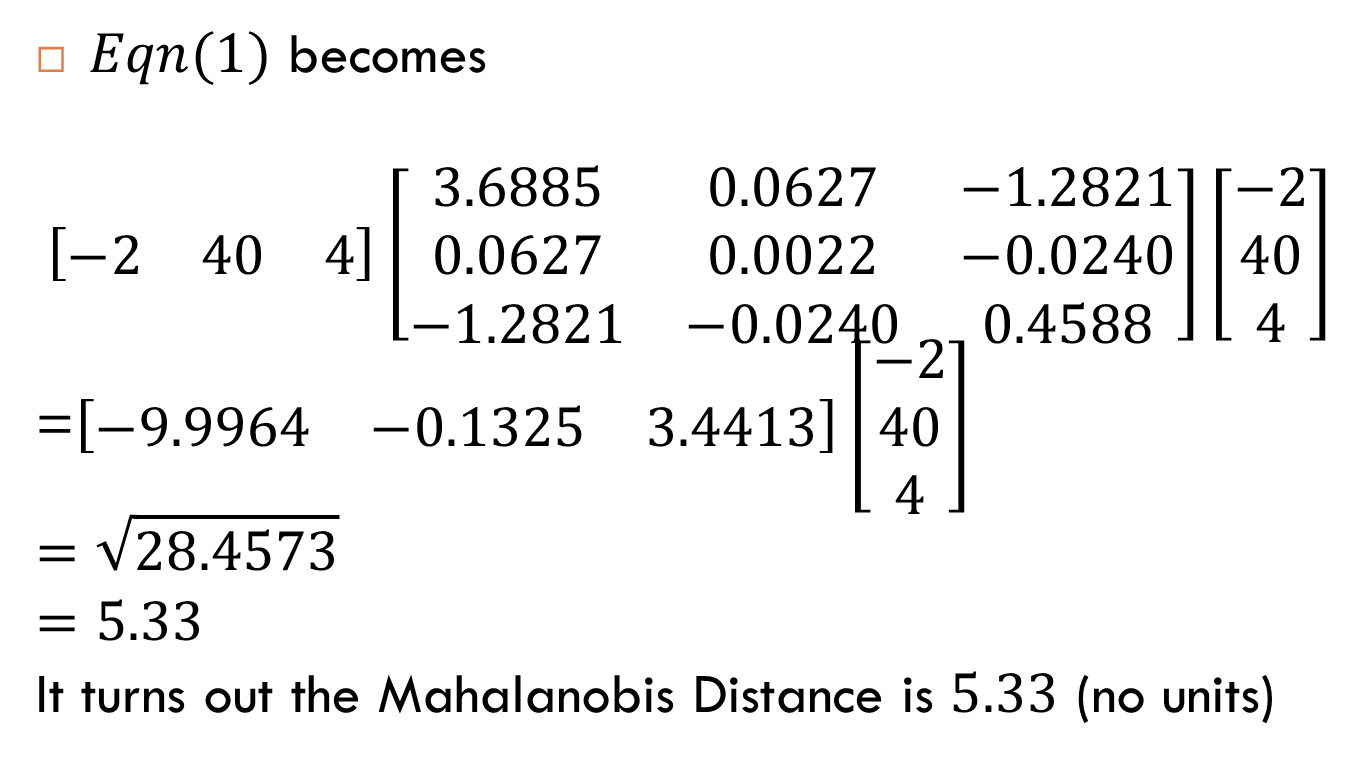 □ Eqn(1) becomes
[−2 40 4] [3.6885 0.0627 −1.2821
0.0627 0.0022 −0.0240
−1.2821 −0.0240 0.4588] [−2
40
4]
=[−9.9964 −0.1325 3.4413] [−2
40
4]
= √28.4573
= 5.33
It turns out the Mahalanobis Distance is 5.33 (no units)